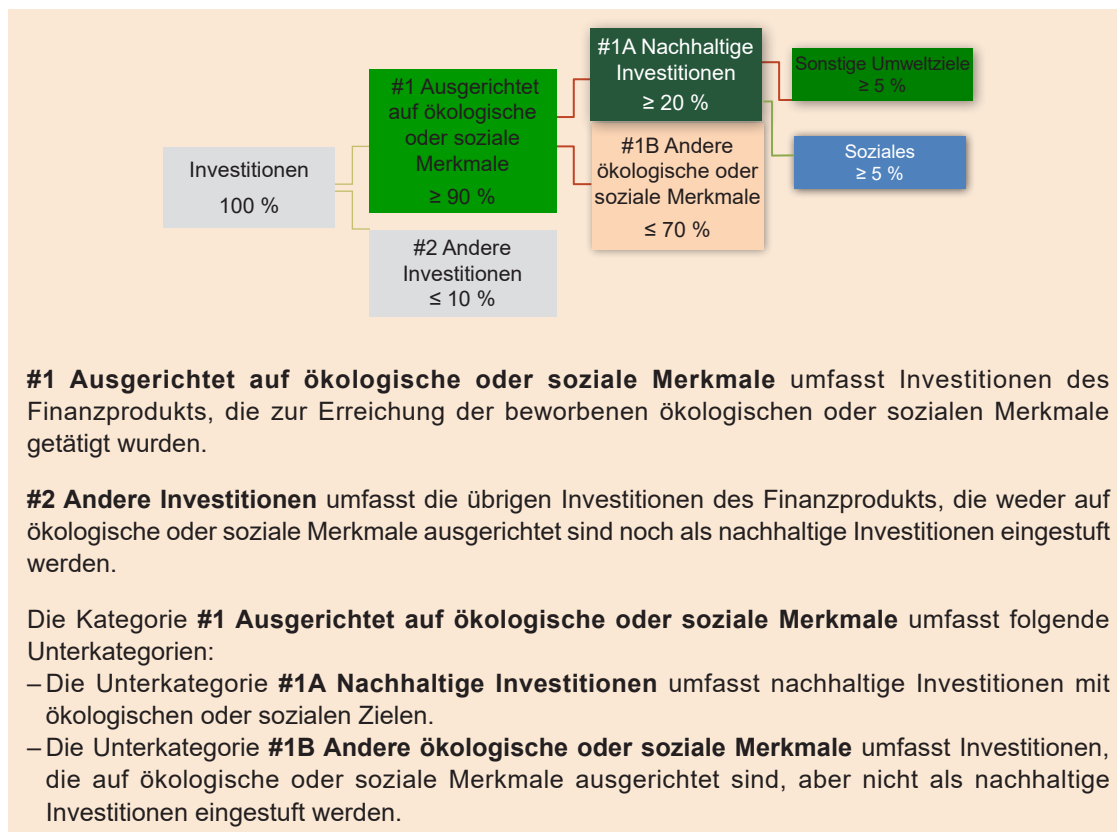 Investitionen
100 %
#1 Ausgerichtet
auf ökologische
oder soziale
Merkmale
≥ 90 %
#2 Andere
Investitionen
≤ 10 %
#1A Nachhaltige
Investitionen
≥ 20 %
#1B Andere
ökologische oder
soziale Merkmale
≤ 70 %
Sonstige Umweltziele
≥ 5 %
Soziales
≥ 5 %
#1 Ausgerichtet auf ökologische oder soziale Merkmale umfasst Investitionen des
Finanzprodukts, die zur Erreichung der beworbenen ökologischen oder sozialen Merkmale
getätigt wurden.
#2 Andere Investitionen umfasst die übrigen Investitionen des Finanzprodukts, die weder auf
ökologische oder soziale Merkmale ausgerichtet sind noch als nachhaltige Investitionen eingestuft
werden.
Die Kategorie #1 Ausgerichtet auf ökologische oder soziale Merkmale umfasst folgende
Unterkategorien:
– Die Unterkategorie #1A Nachhaltige Investitionen umfasst nachhaltige Investitionen mit
ökologischen oder sozialen Zielen.
– Die Unterkategorie #1B Andere ökologische oder soziale Merkmale umfasst Investitionen,
die auf ökologische oder soziale Merkmale ausgerichtet sind, aber nicht als nachhaltige
Investitionen eingestuft werden.